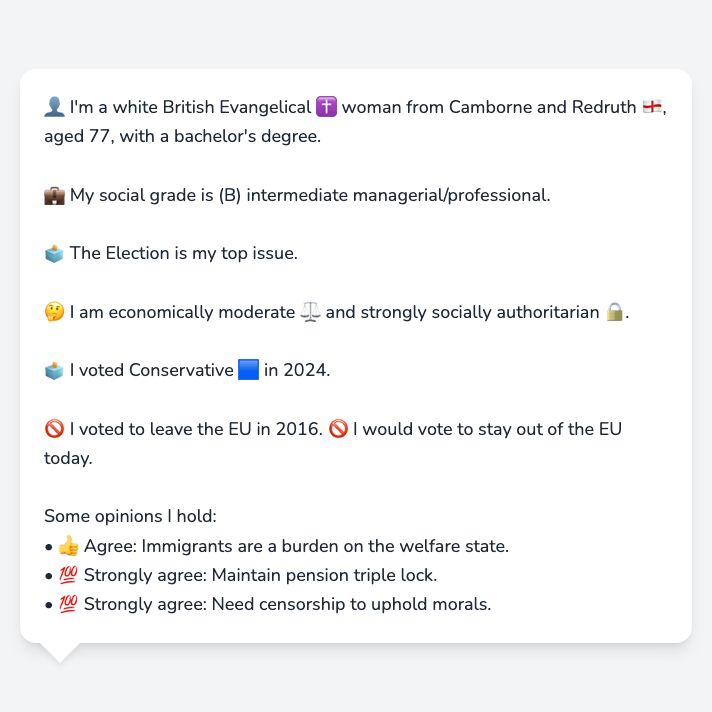 👤 I'm a white British Evangelical ✝️ woman from Camborne and Redruth 🏴󠁧󠁢󠁥󠁮󠁧󠁿,
aged 77, with a bachelor's degree.
💼 My social grade is (B) intermediate managerial/professional.
🗳️ The Election is my top issue.
🤔 I am economically moderate ⚖️ and strongly socially authoritarian 🔒.
🗳️ I voted Conservative 🟦 in 2024.
🚫 I voted to leave the EU in 2016. 🚫 I would vote to stay out of the EU
today.
Some opinions I hold:
• 👍 Agree: Immigrants are a burden on the welfare state.
• 💯 Strongly agree: Maintain pension triple lock.
• 💯 Strongly agree: Need censorship to uphold morals.